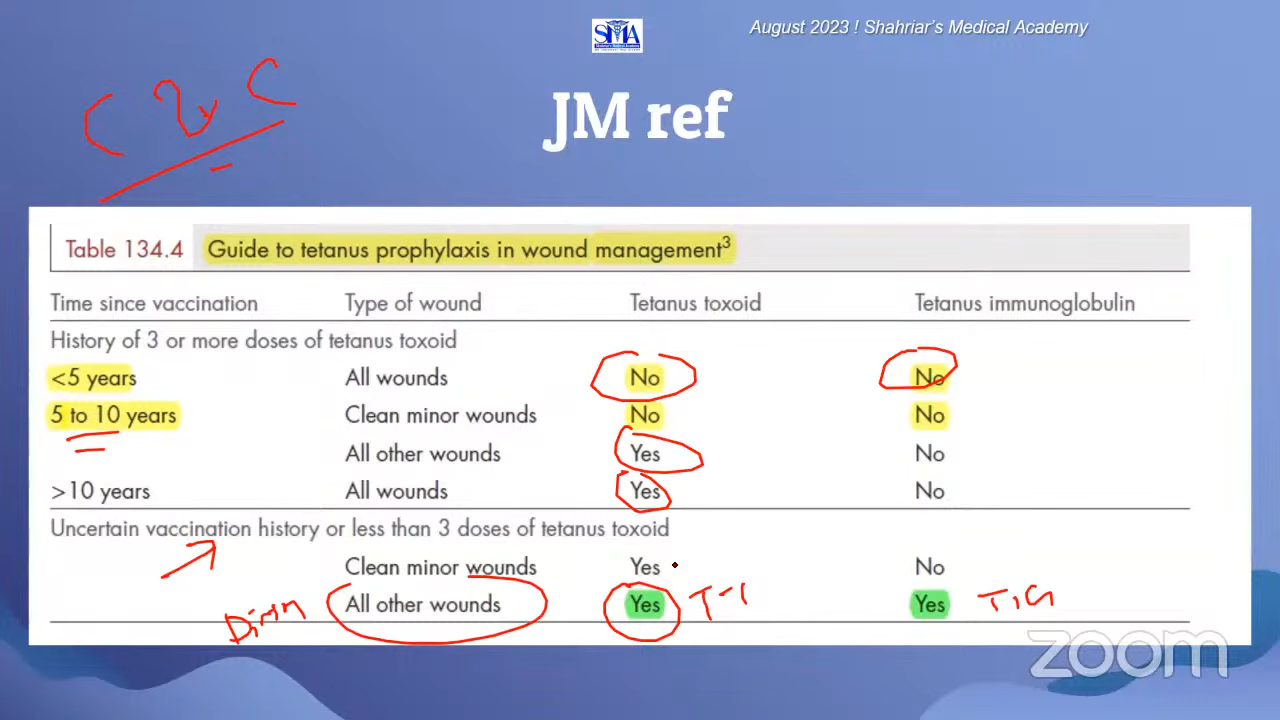 SMA
August 2023 ! Shahriar's Medical Academy
JM ref
Table 134.4 Guide to tetanus prophylaxis in wound management3
Time since vaccination Type of wound Tetanus toxoid Tetanus immunoglobulin
History of 3 or more doses of tetanus toxoid
<5 years All wounds No No
5 to 10 years Clean minor wounds No No
All other wounds Yes No
>10 years All wounds Yes No
Uncertain vaccination history or less than 3 doses of tetanus toxoid
Clean minor wounds Yes No
All other wounds Yes Yes TIG
zoom